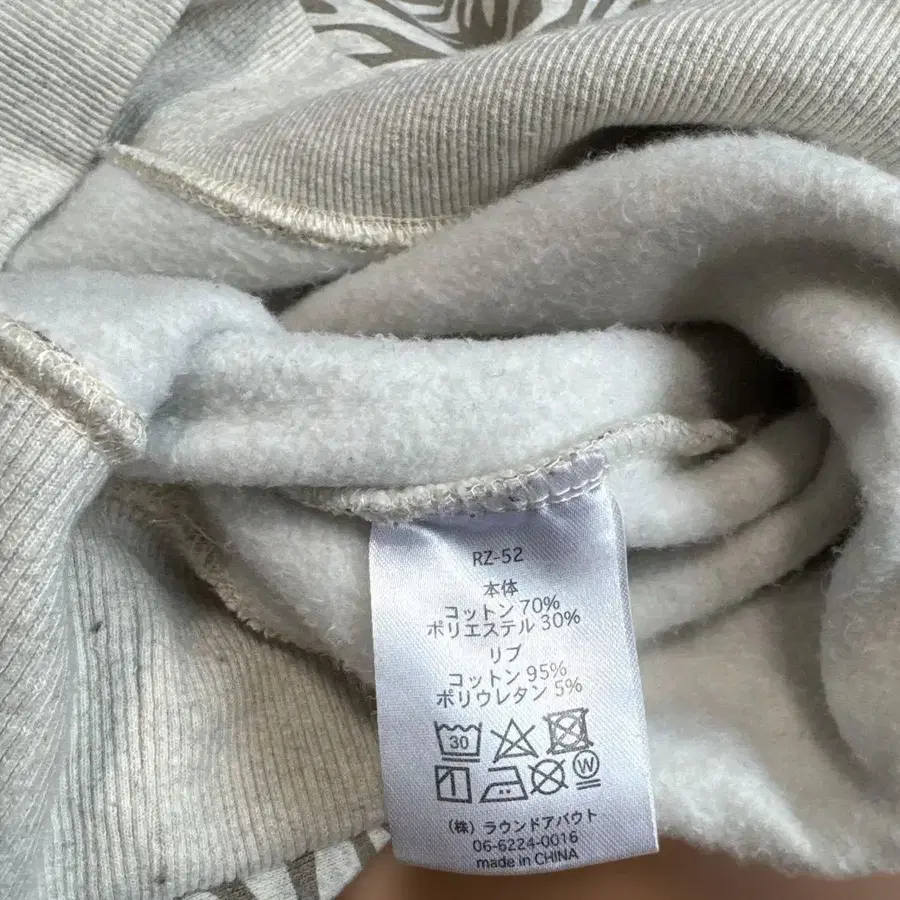 RZ-52
本体
コットン 70%
ポリエステル 30%
リブ
コットン 95%
ポリウレタン 5%
30
W
(株) ラウンドアバウト
06-6224-0016
made in CHINA